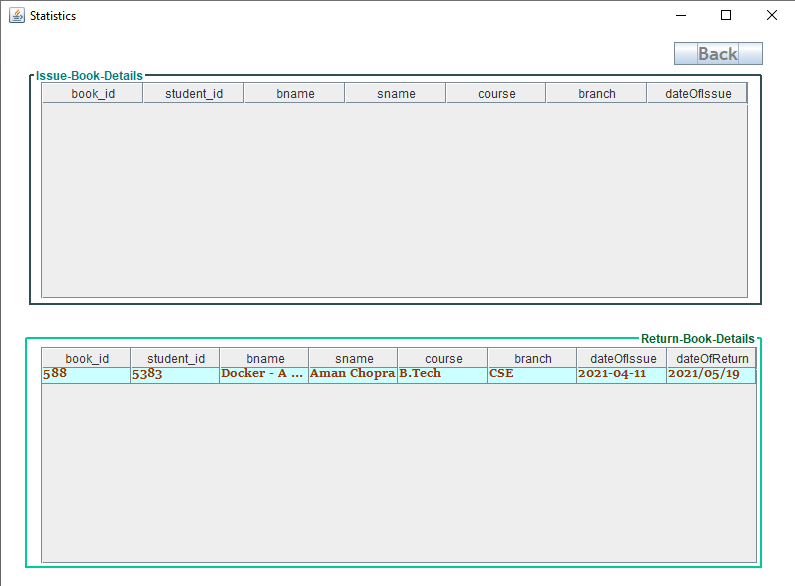 Statistics
Back
Issue-Book-Details
book_id student_id bname sname course branch dateOfIssue
Return-Book-Details
book_id student_id bname sname course branch dateOfIssue dateOfReturn
588 5383 Docker - A ... Aman Chopra B.Tech CSE 2021-04-11 2021/05/19